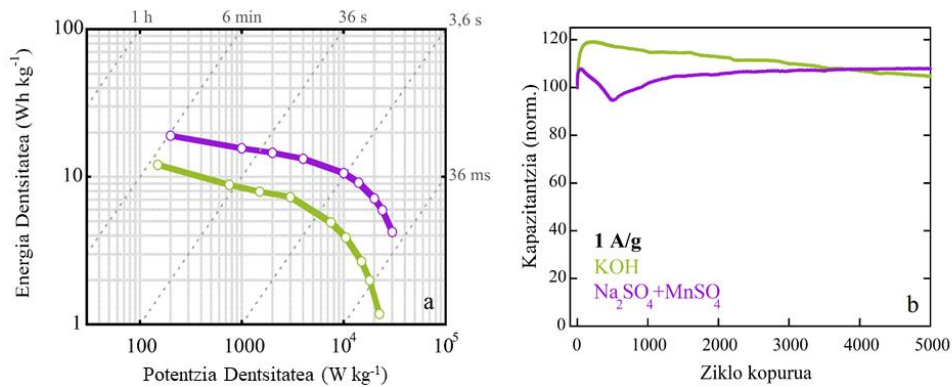 1 h
6 min
36 s
3,6 s
100
Energia Dentsitatea (Wh kg⁻¹)
10
36 ms
a
1
100
1000
10⁴
10⁵
Potentzia Dentsitatea (W kg⁻¹)
120
100
Kapazitantzia (norm.)
80
60
40
20
0
1 A/g
KOH
Na₂SO₄+MnSO₄
b
0
1000
2000
3000
4000
5000
Ziklo kopurua